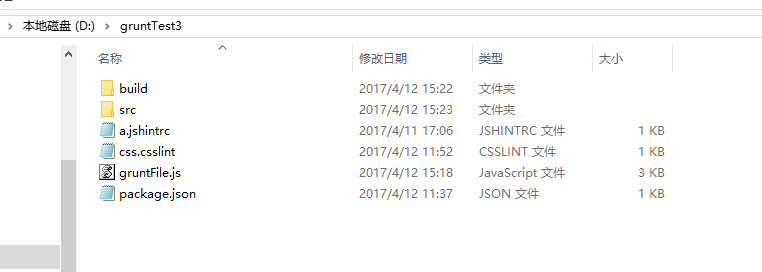 本地磁盘 (D:) gruntTest3
名称 修改日期 类型 大小
build 2017/4/12 15:22 文件夹
src 2017/4/12 15:23 文件夹
a.jshintrc 2017/4/11 17:06 JSHINTRC 文件 1 KB
css.csslint 2017/4/12 11:52 CSSLINT 文件 1 KB
gruntFile.js 2017/4/12 15:18 JavaScript 文件 3 KB
package.json 2017/4/12 11:37 JSON 文件 1 KB